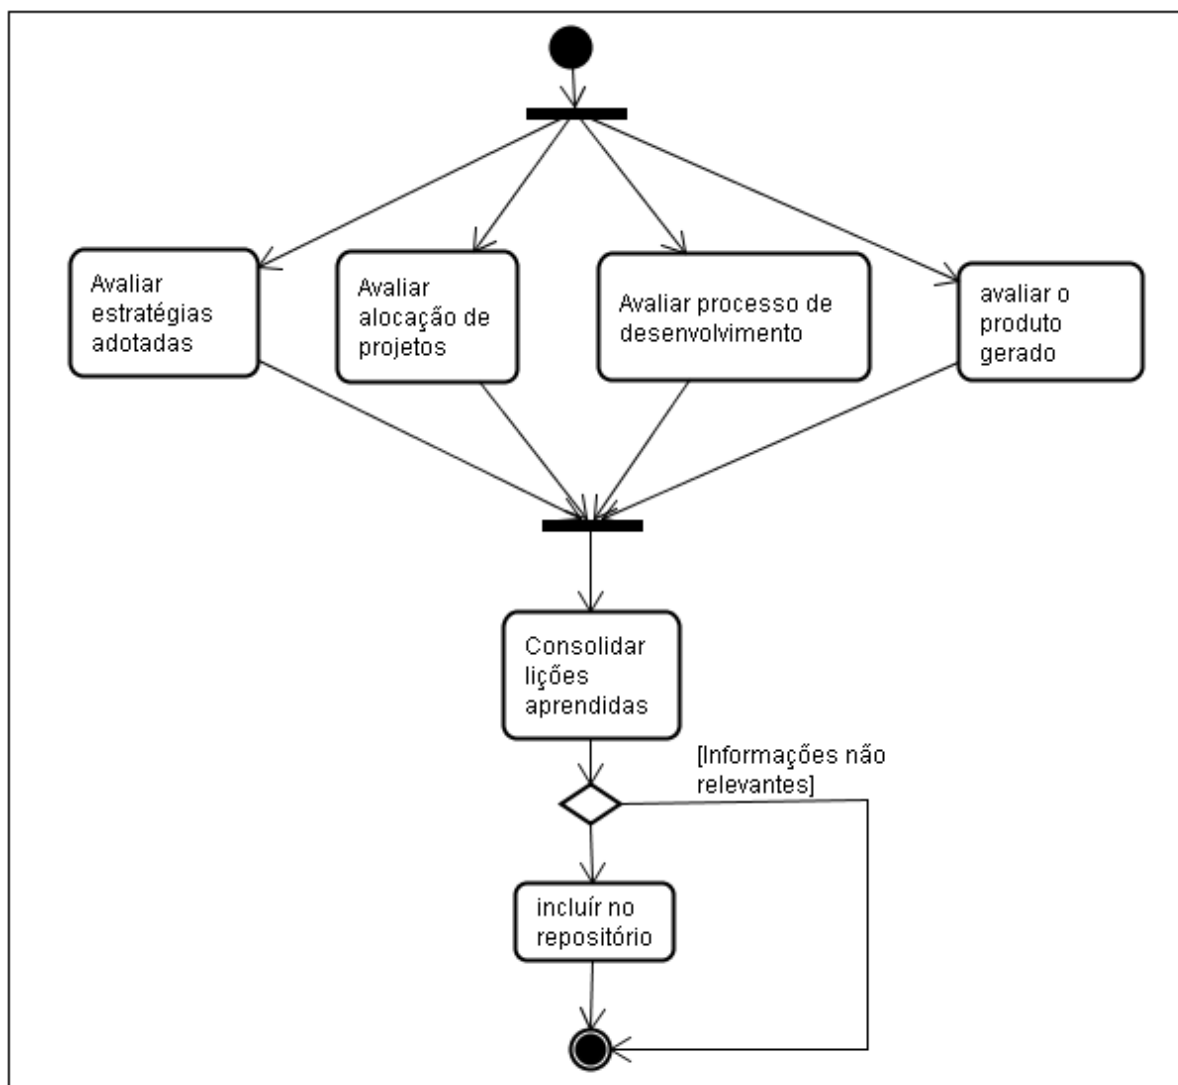 Avaliar
estratégias
adotadas
Avaliar
alocação de
projetos
Avaliar processo de
desenvolvimento
avaliar o
produto
gerado
Consolidar
lições
aprendidas
[Informações não
relevantes]
incluír no
repositório